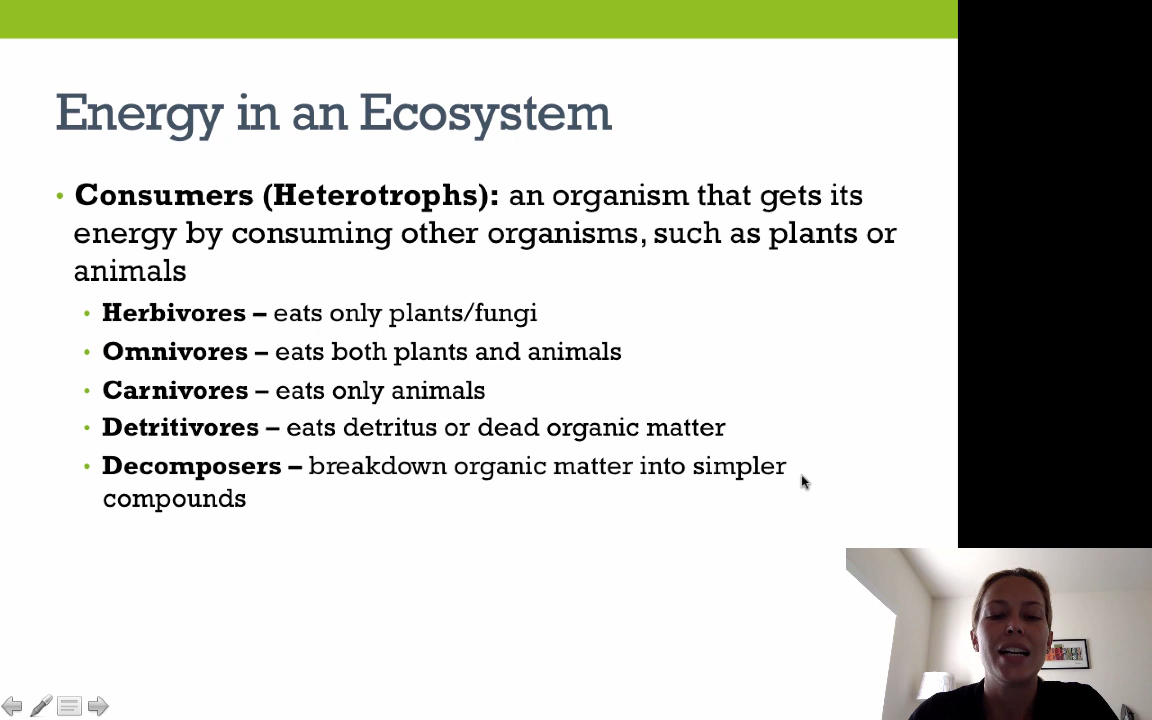 Energy in an Ecosystem
• Consumers (Heterotrophs): an organism that gets its
energy by consuming other organisms, such as plants or
animals
• Herbivores – eats only plants/fungi
• Omnivores – eats both plants and animals
• Carnivores – eats only animals
• Detritivores – eats detritus or dead organic matter
• Decomposers – breakdown organic matter into simpler
compounds